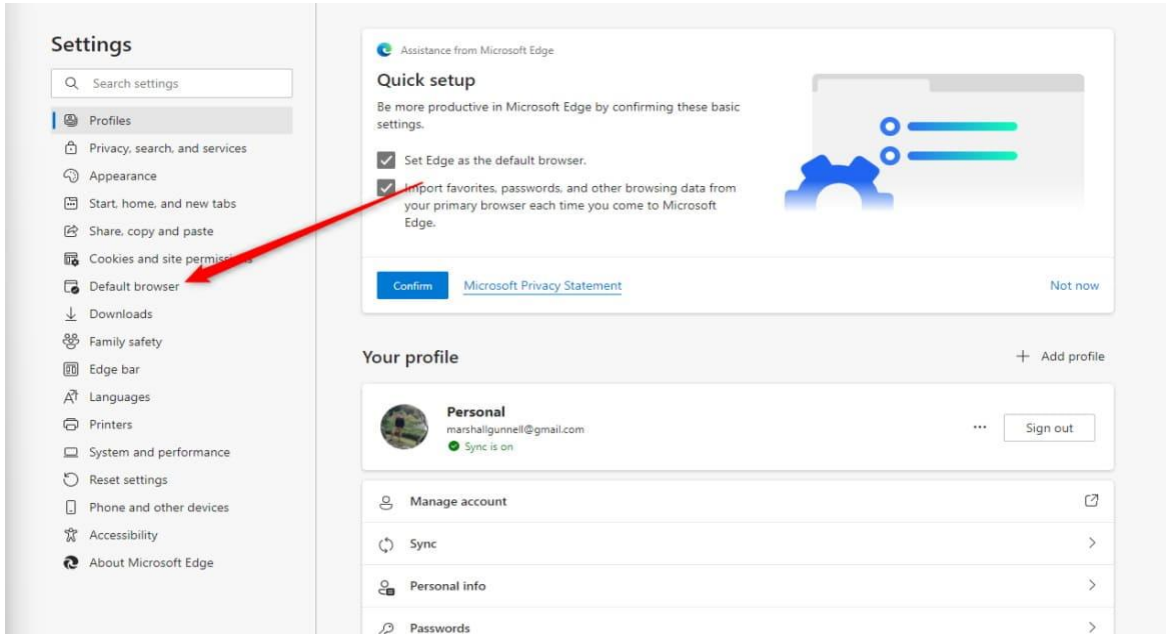 Settings
Search settings
Profiles
Privacy, search, and services
Appearance
Start, home, and new tabs
Share, copy and paste
Cookies and site permissions
Default browser
Downloads
Family safety
Edge bar
Languages
Printers
System and performance
Reset settings
Phone and other devices
Accessibility
About Microsoft Edge
Assistance from Microsoft Edge
Quick setup
Be more productive in Microsoft Edge by confirming these basic
settings.
Set Edge as the default browser.
Import favorites, passwords, and other browsing data from
your primary browser each time you come to Microsoft
Edge.
Confirm
Microsoft Privacy Statement
Not now
Your profile
Add profile
Personal
marshallgunnell@gmail.com
Sync is on
Sign out
Manage account
Sync
Personal info
Passwords